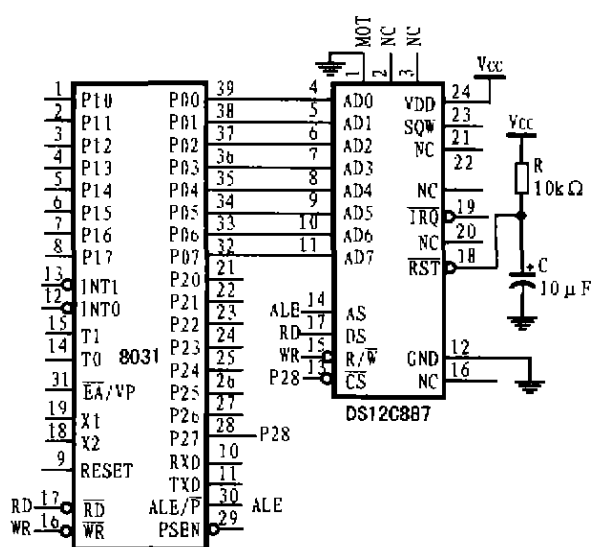 MOT
NC
NC
1
2
3
Vcc
1 P10 P00 39
2 P11 P01 38
3 P12 P02 37
4 P13 P03 36
5 P14 P04 35
6 P15 P05 34
7 P16 P06 33
8 P17 P07 32
13 INT1 P20 21
12 INT0 P21 22
15 T1 P22 23
14 T0 P23 24
8031
P24 25
31 EA/VP P25 26
19 X1 P26 27
18 X2 P27 28 P28
9 RESET RXD 10
TXD 11
RD 17 RD ALE/P 30 ALE
WR 16 WR PSEN 29
4 AD0 VDD 24
5 AD1 SQW 23
6 AD2 NC 21
7 AD3 22
8 AD4 NC
9 AD5 IRQ 19
10 AD6 NC 20
11 AD7 RST 18
ALE 14 AS
RD 17 DS
WR 15 R/W GND 12
P28 13 CS NC 16
DS12C887
Vcc
R
10kΩ
+ C
10μF